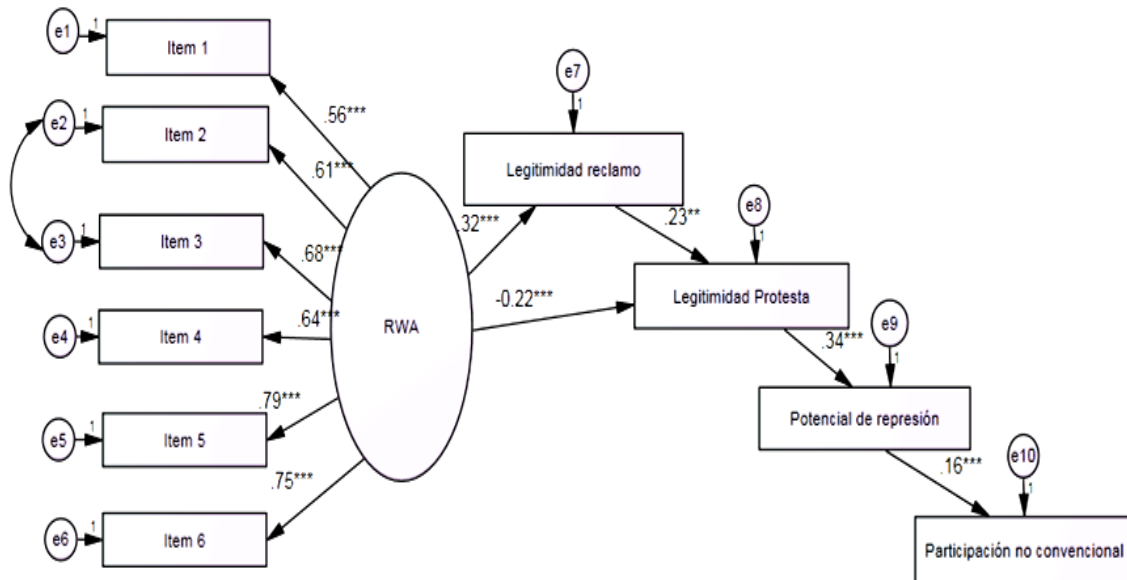 e1
1
Item 1
e2
1
Item 2
e3
1
Item 3
e4
1
Item 4
e5
1
Item 5
e6
1
Item 6
.56***
.61***
.68***
.64***
.79***
.75***
RWA
.32***
-0.22***
e7
1
Legitimidad reclamo
.23**
e8
1
Legitimidad Protesta
.34***
e9
1
Potencial de represión
.16***
e10
1
Participación no convencional